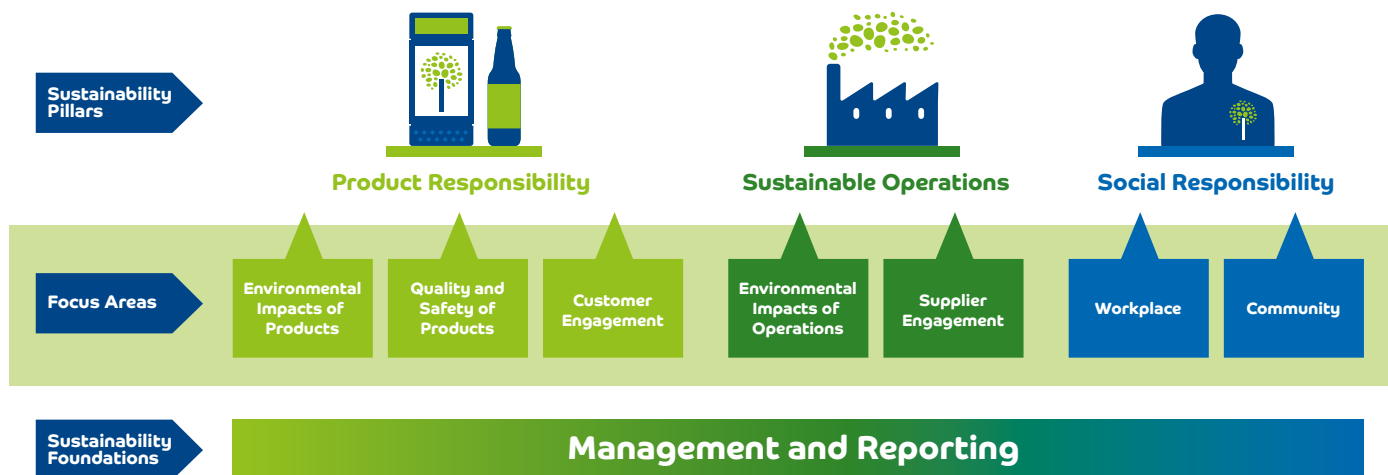 Sustainability
Pillars
Product Responsibility
Sustainable Operations
Social Responsibility
Focus Areas
Environmental
Impacts of
Products
Quality and
Safety of
Products
Customer
Engagement
Environmental
Impacts of
Operations
Supplier
Engagement
Workplace
Community
Sustainability
Foundations
Management and Reporting